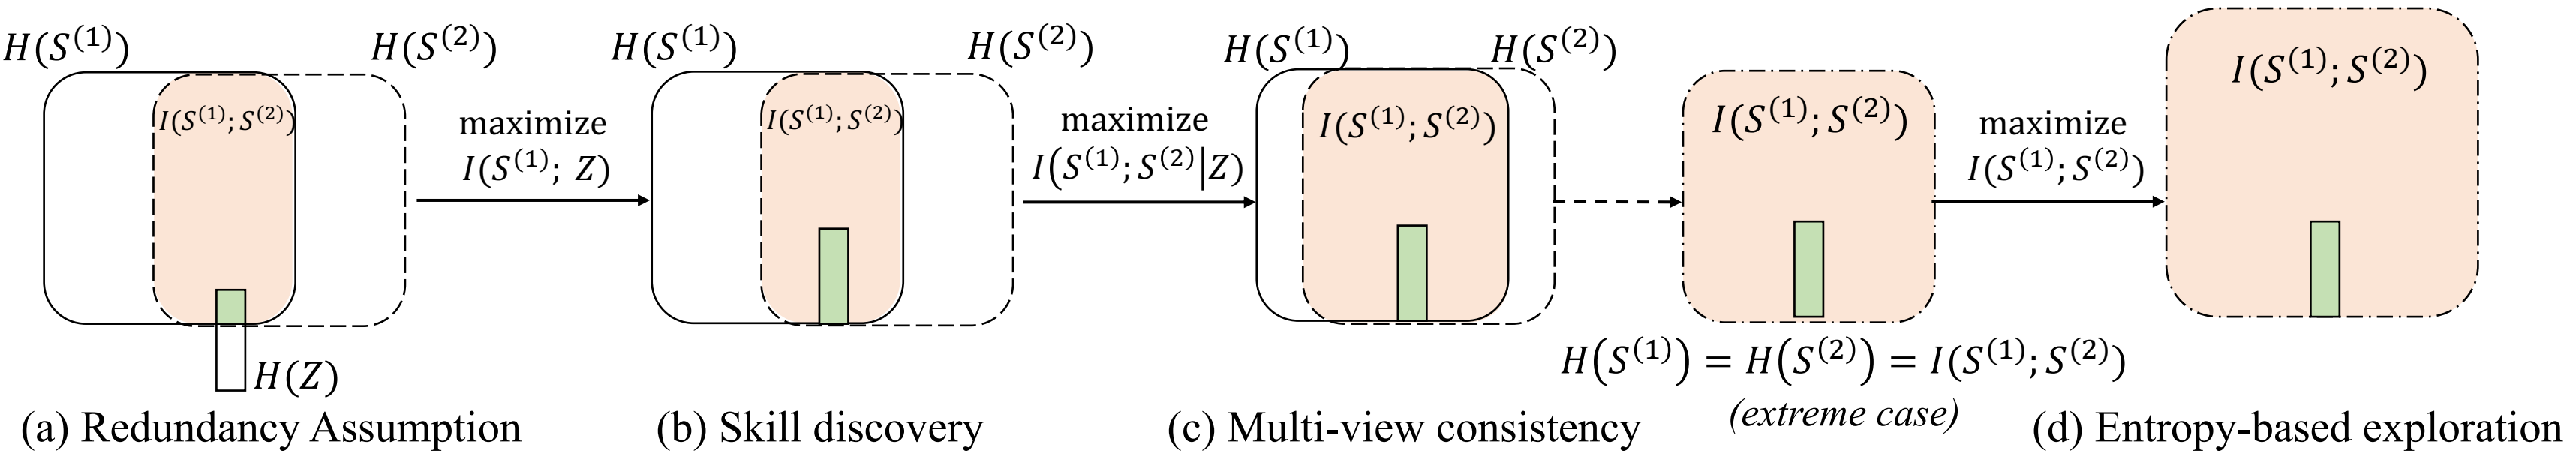 H(S⁽¹⁾)
H(S⁽²⁾)
I(S⁽¹⁾; S⁽²⁾)
H(Z)
(a) Redundancy Assumption
maximize
I(S⁽¹⁾; Z)
H(S⁽¹⁾)
H(S⁽²⁾)
I(S⁽¹⁾; S⁽²⁾)
(b) Skill discovery
maximize
I(S⁽¹⁾; S⁽²⁾|Z)
H(S⁽¹⁾)
H(S⁽²⁾)
I(S⁽¹⁾; S⁽²⁾)
(c) Multi-view consistency
I(S⁽¹⁾; S⁽²⁾)
H(S⁽¹⁾) = H(S⁽²⁾) = I(S⁽¹⁾; S⁽²⁾)
(extreme case)
maximize
I(S⁽¹⁾; S⁽²⁾)
I(S⁽¹⁾; S⁽²⁾)
(d) Entropy-based exploration